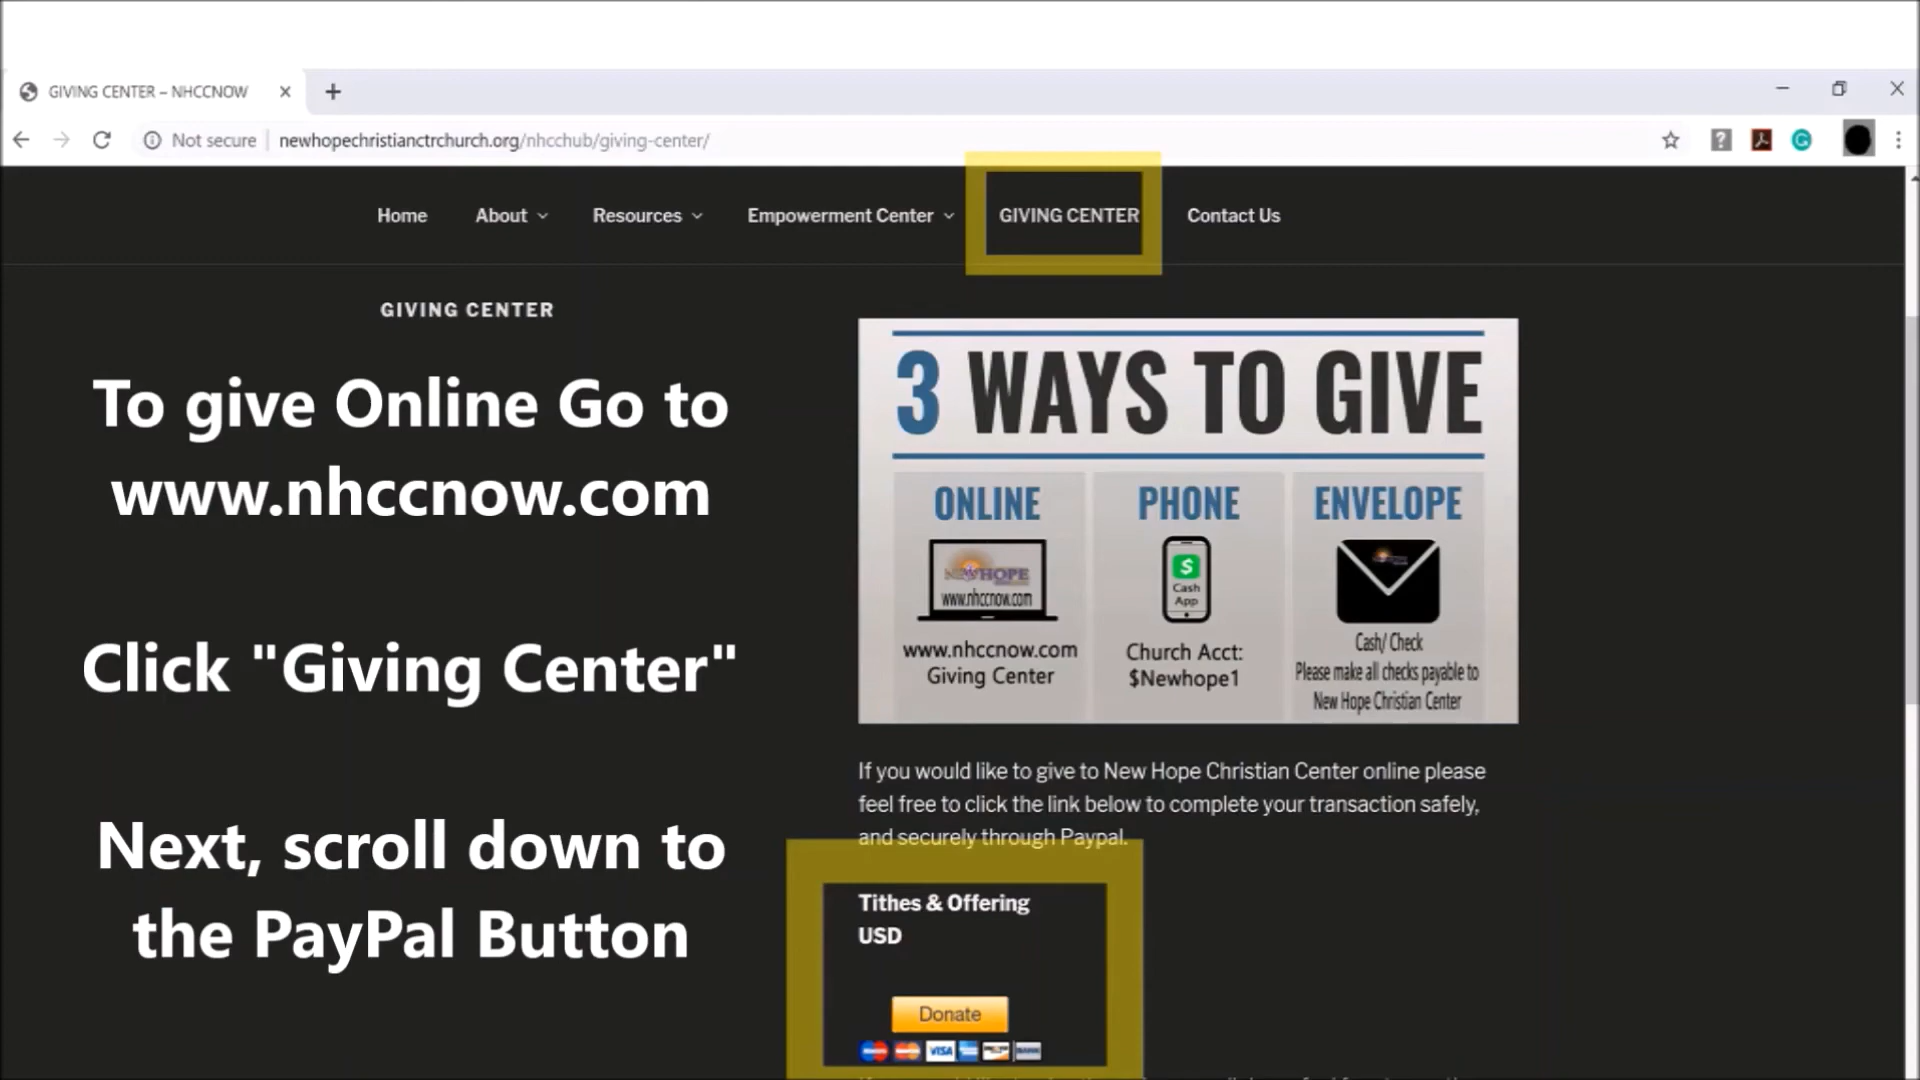 GIVING CENTER – NHCCNOW
Not secure
newhopechristianctrchurch.org/nhcchub/giving-center/
Home
About
Resources
Empowerment Center
GIVING CENTER
Contact Us
GIVING CENTER
To give Online Go to
www.nhccnow.com
Click "Giving Center"
Next, scroll down to
the PayPal Button
3 WAYS TO GIVE
ONLINE
NEW HOPE
www.nhccnow.com
www.nhccnow.com
Giving Center
PHONE
$
Cash
App
Church Acct:
$Newhope1
ENVELOPE
Cash/ Check
Please make all checks payable to
New Hope Christian Center
If you would like to give to New Hope Christian Center online please
feel free to click the link below to complete your transaction safely,
and securely through Paypal.
Tithes & Offering
USD
Donate
VISA